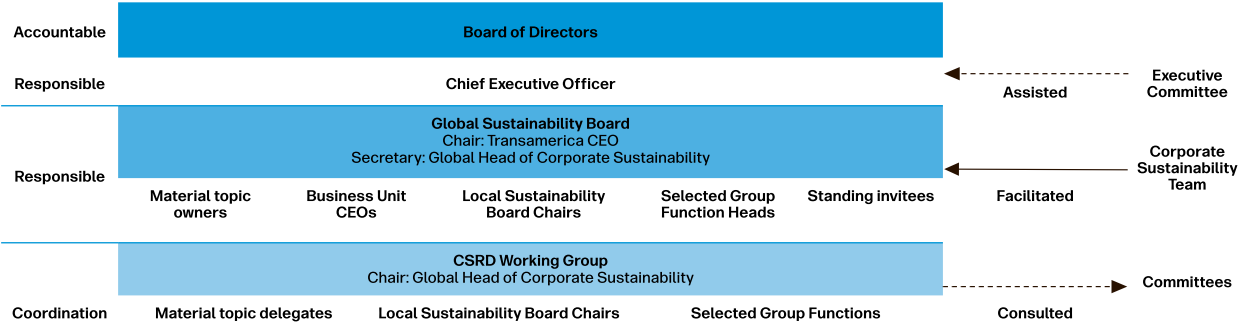 Accountable
Board of Directors
Responsible
Chief Executive Officer
Assisted
Executive
Committee
Responsible
Global Sustainability Board
Chair: Transamerica CEO
Secretary: Global Head of Corporate Sustainability
Material topic
owners
Business Unit
CEOs
Local Sustainability
Board Chairs
Selected Group
Function Heads
Standing invitees
Facilitated
Corporate
Sustainability
Team
Coordination
CSRD Working Group
Chair: Global Head of Corporate Sustainability
Material topic delegates
Local Sustainability Board Chairs
Selected Group Functions
Consulted
Committees